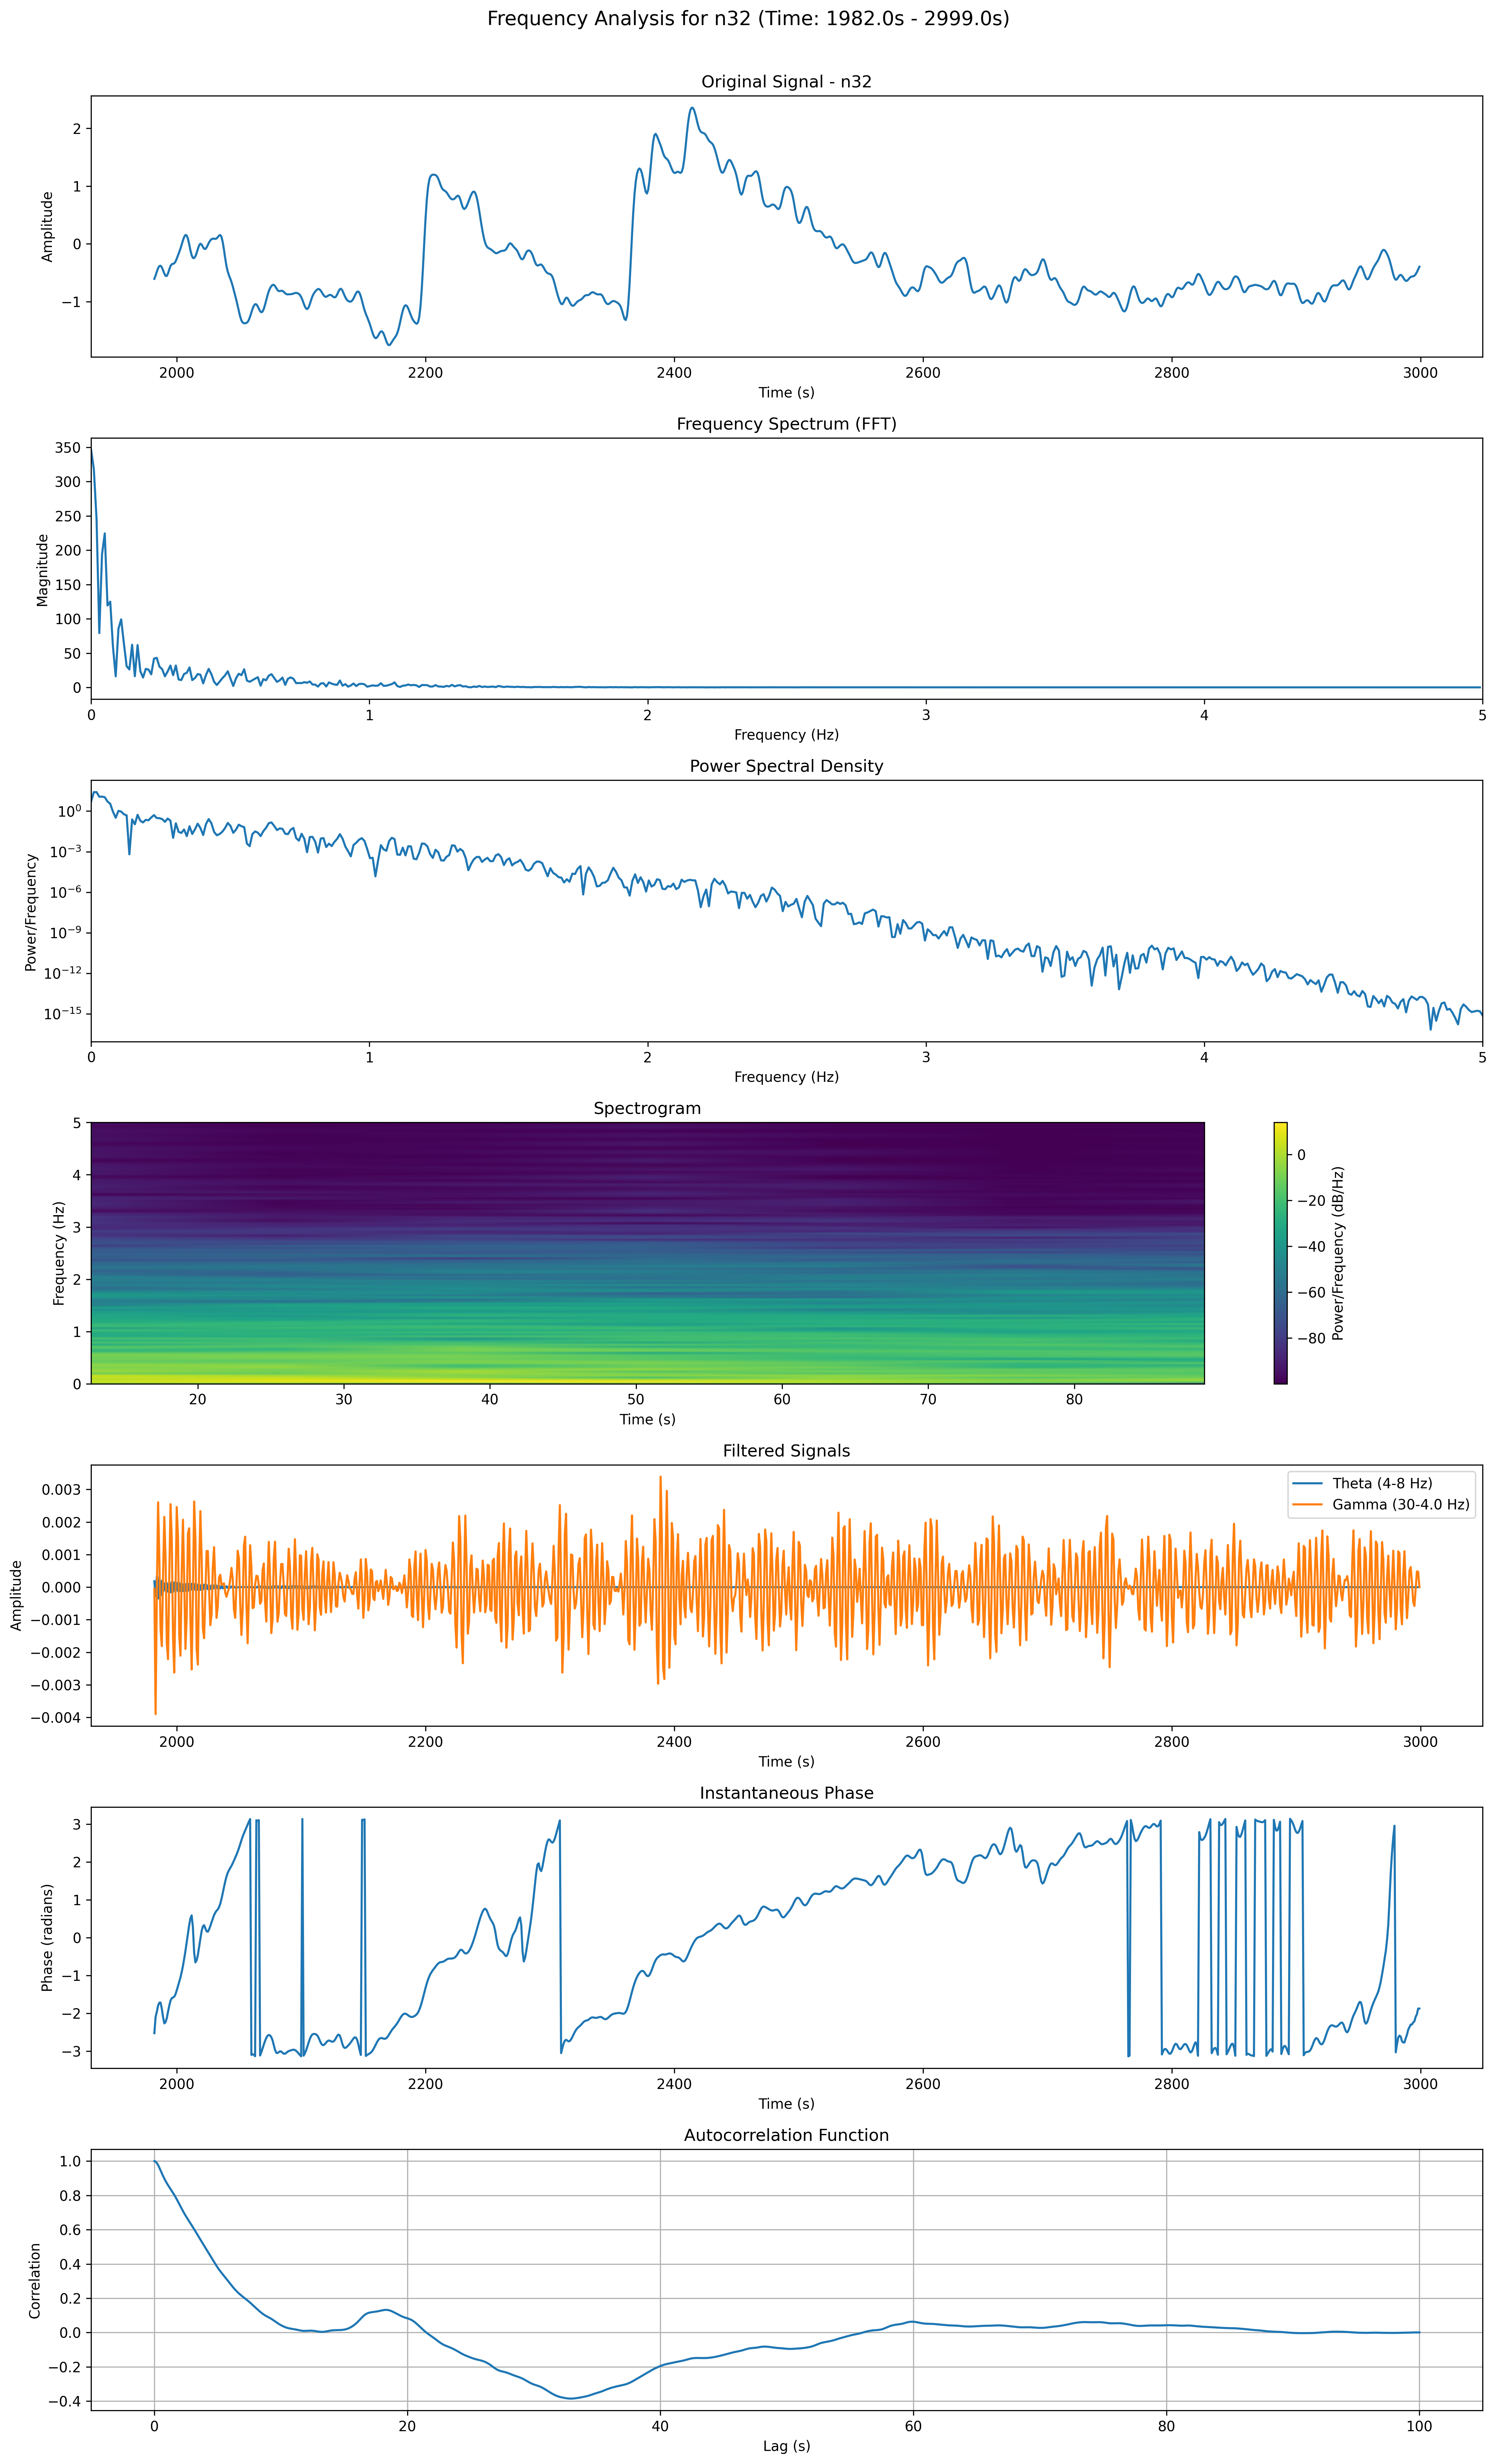 Frequency Analysis for n32 (Time: 1982.0s - 2999.0s)
Original Signal - n32
Amplitude
2
1
0
−1
2000 2200 2400 2600 2800 3000
Time (s)
Frequency Spectrum (FFT)
Magnitude
350
300
250
200
150
100
50
0
0 1 2 3 4 5
Frequency (Hz)
Power Spectral Density
Power/Frequency
10⁰
10⁻³
10⁻⁶
10⁻⁹
10⁻¹²
10⁻¹⁵
0 1 2 3 4 5
Frequency (Hz)
Spectrogram
Frequency (Hz)
5
4
3
2
1
0
20 30 40 50 60 70 80
Time (s)
0
−20
−40
−60
−80
Power/Frequency (dB/Hz)
Filtered Signals
Amplitude
0.003
0.002
0.001
0.000
−0.001
−0.002
−0.003
−0.004
Theta (4-8 Hz)
Gamma (30-4.0 Hz)
2000 2200 2400 2600 2800 3000
Time (s)
Instantaneous Phase
Phase (radians)
3
2
1
0
−1
−2
−3
2000 2200 2400 2600 2800 3000
Time (s)
Autocorrelation Function
Correlation
1.0
0.8
0.6
0.4
0.2
0.0
−0.2
−0.4
0 20 40 60 80 100
Lag (s)